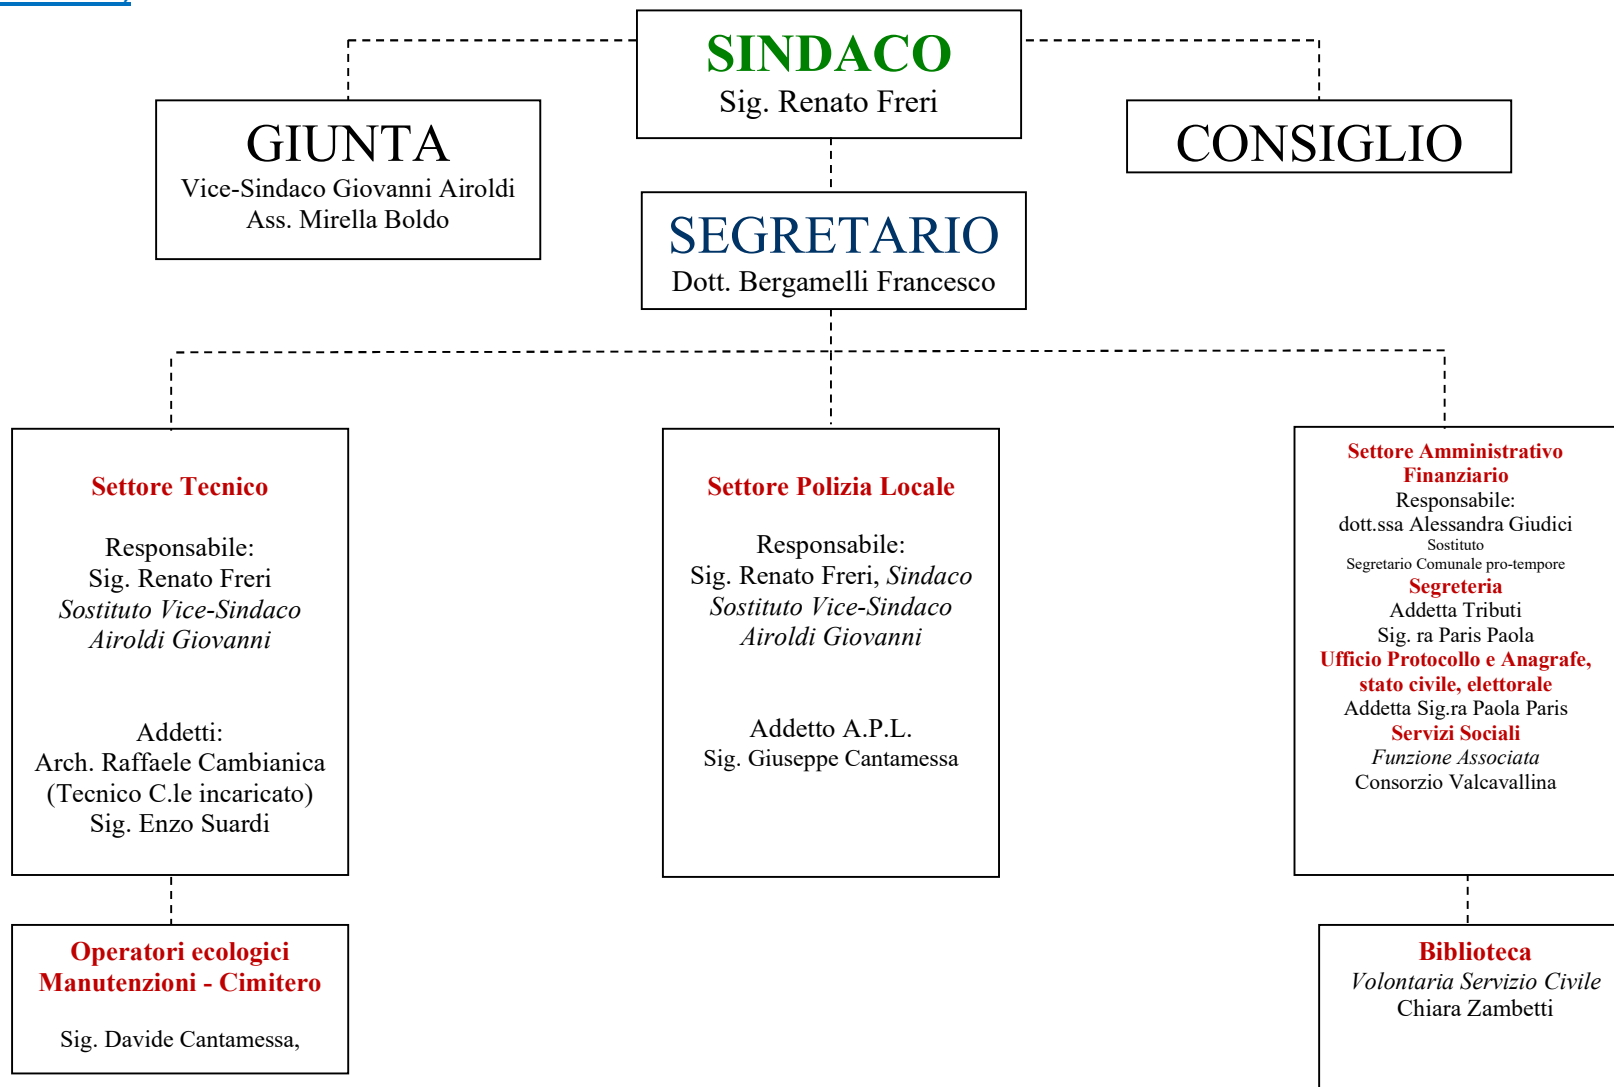 SINDACO
Sig. Renato Freri
GIUNTA
Vice-Sindaco Giovanni Airoldi
Ass. Mirella Boldo
CONSIGLIO
SEGRETARIO
Dott. Bergamelli Francesco
Settore Tecnico
Responsabile:
Sig. Renato Freri
Sostituto Vice-Sindaco
Airoldi Giovanni
Addetti:
Arch. Raffaele Cambianica
(Tecnico C.le incaricato)
Sig. Enzo Suardi
Settore Polizia Locale
Responsabile:
Sig. Renato Freri, Sindaco
Sostituto Vice-Sindaco
Airoldi Giovanni
Addetto A.P.L.
Sig. Giuseppe Cantamessa
Settore Amministrativo
Finanziario
Responsabile:
dott.ssa Alessandra Giudici
Sostituto
Segretario Comunale pro-tempore
Segreteria
Addetta Tributi
Sig. ra Paris Paola
Ufficio Protocollo e Anagrafe,
stato civile, elettorale
Addetta Sig.ra Paola Paris
Servizi Sociali
Funzione Associata
Consorzio Valcavallina
Operatori ecologici
Manutenzioni - Cimitero
Sig. Davide Cantamessa,
Biblioteca
Volontaria Servizio Civile
Chiara Zambetti